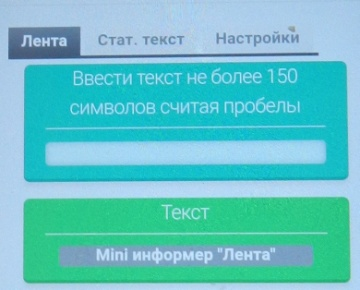 Лента Стат. текст Настройки
Ввести текст не более 150
символов считая пробелы
Текст
Mini информер "Лента"